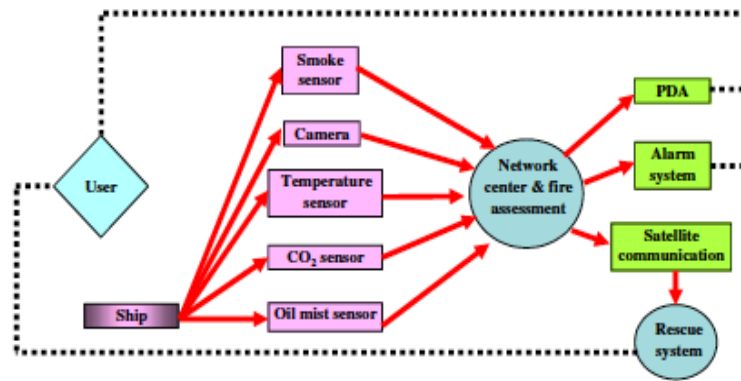 Smoke
sensor
Camera
Temperature
sensor
CO₂ sensor
Oil mist sensor
Ship
User
Network
center & fire
assessment
PDA
Alarm
system
Satellite
communication
Rescue
system